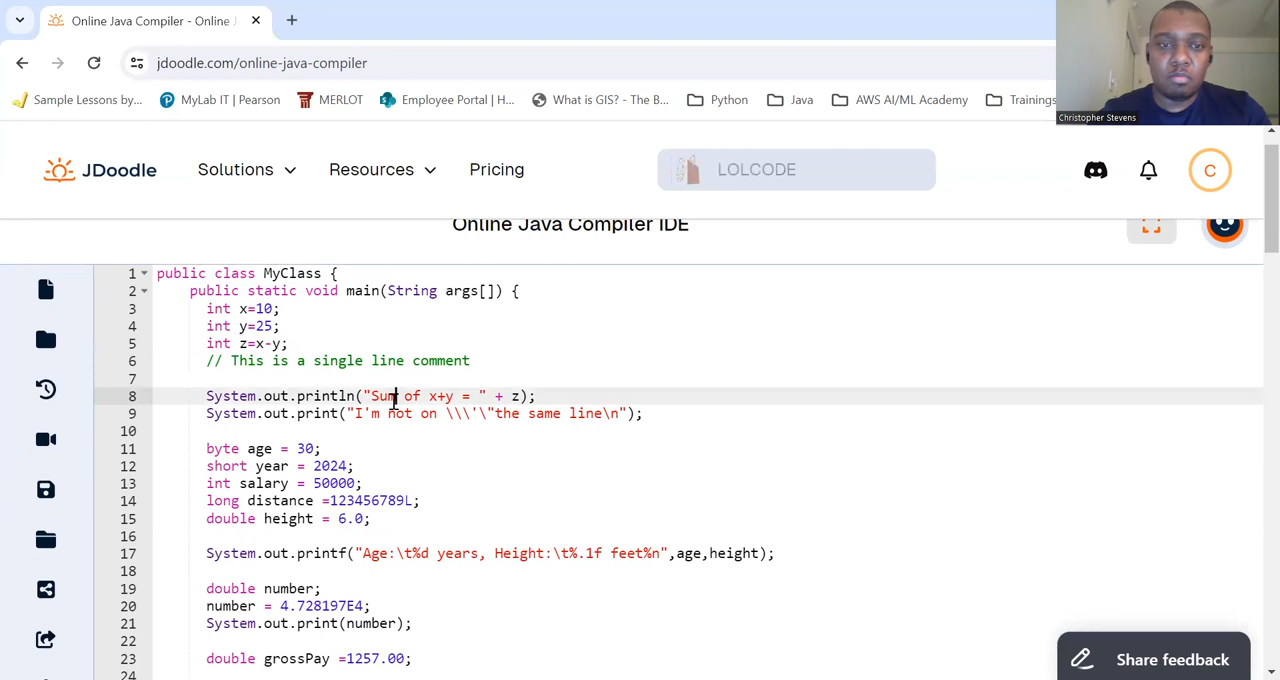 Online Java Compiler - Online J
jdoodle.com/online-java-compiler
Sample Lessons by...
MyLab IT | Pearson
MERLOT
Employee Portal | H...
What is GIS? - The B...
Python
Java
AWS AI/ML Academy
Trainings
Christopher Stevens
JDoodle
Solutions
Resources
Pricing
LOLCODE
C
Online Java Compiler IDE
1 public class MyClass {
2 public static void main(String args[]) {
3 int x=10;
4 int y=25;
5 int z=x-y;
6 // This is a single line comment
7
8 System.out.println("Sum of x+y = " + z);
9 System.out.print("I'm not on \\\'\"the same line\n");
10
11 byte age = 30;
12 short year = 2024;
13 int salary = 50000;
14 long distance =123456789L;
15 double height = 6.0;
16
17 System.out.printf("Age:\t%d years, Height:\t%.1f feet%n",age,height);
18
19 double number;
20 number = 4.728197E4;
21 System.out.print(number);
22
23 double grossPay =1257.00;
24
Share feedback